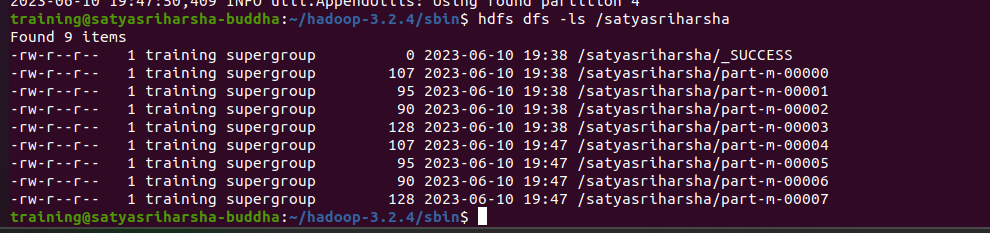 2023-06-10 19:47:50,409 INFO util.AppendUtils: Using found partition 4
training@satyasriharsha-buddha:~/hadoop-3.2.4/sbin$ hdfs dfs -ls /satyasriharsha
Found 9 items
-rw-r--r--   1 training supergroup          0 2023-06-10 19:38 /satyasriharsha/_SUCCESS
-rw-r--r--   1 training supergroup        107 2023-06-10 19:38 /satyasriharsha/part-m-00000
-rw-r--r--   1 training supergroup         95 2023-06-10 19:38 /satyasriharsha/part-m-00001
-rw-r--r--   1 training supergroup         90 2023-06-10 19:38 /satyasriharsha/part-m-00002
-rw-r--r--   1 training supergroup        128 2023-06-10 19:38 /satyasriharsha/part-m-00003
-rw-r--r--   1 training supergroup        107 2023-06-10 19:47 /satyasriharsha/part-m-00004
-rw-r--r--   1 training supergroup         95 2023-06-10 19:47 /satyasriharsha/part-m-00005
-rw-r--r--   1 training supergroup         90 2023-06-10 19:47 /satyasriharsha/part-m-00006
-rw-r--r--   1 training supergroup        128 2023-06-10 19:47 /satyasriharsha/part-m-00007
training@satyasriharsha-buddha:~/hadoop-3.2.4/sbin$